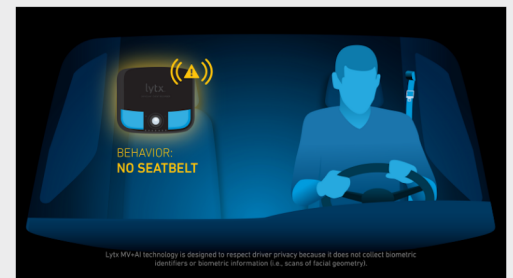 lytx
BEHAVIOR:
NO SEATBELT
Lytx MV+AI technology is designed to respect driver privacy because it does not collect biometric
identifiers or biometric information (i.e., scans of facial geometry).